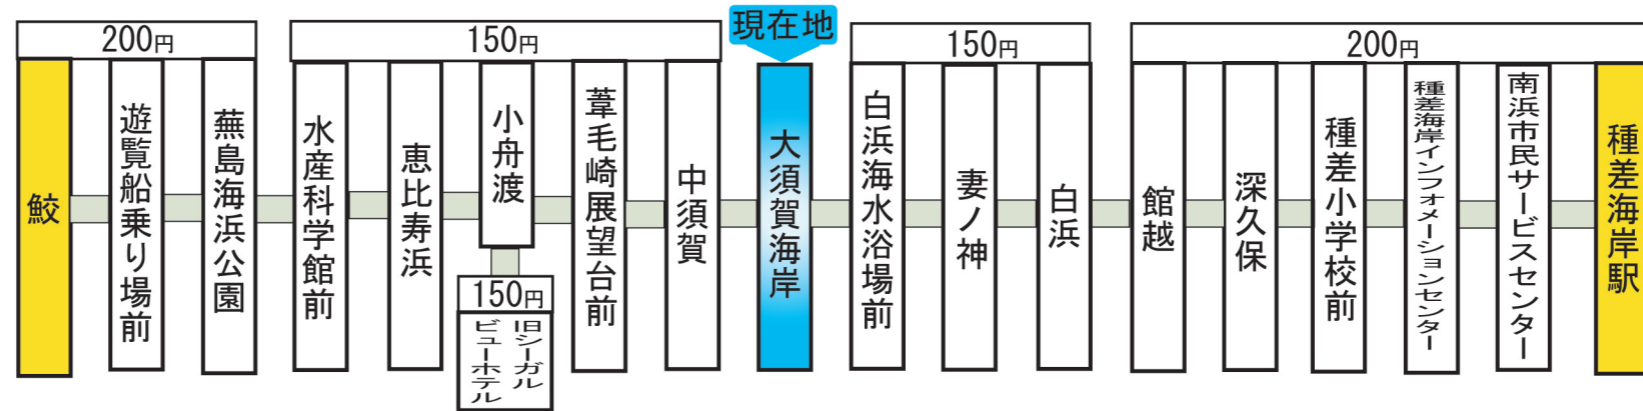 現在地
200円
150円
150円
200円
鮫
遊覧船乗り場前
蕪島海浜公園
水産科学館前
恵比寿浜
小舟渡
150円
旧シーガル
ビューホテル
葦毛崎展望台前
中須賀
大須賀海岸
白浜海水浴場前
妻ノ神
白浜
館越
深久保
種差小学校前
種差海岸インフォメーションセンター
南浜市民サービスセンター
種差海岸駅